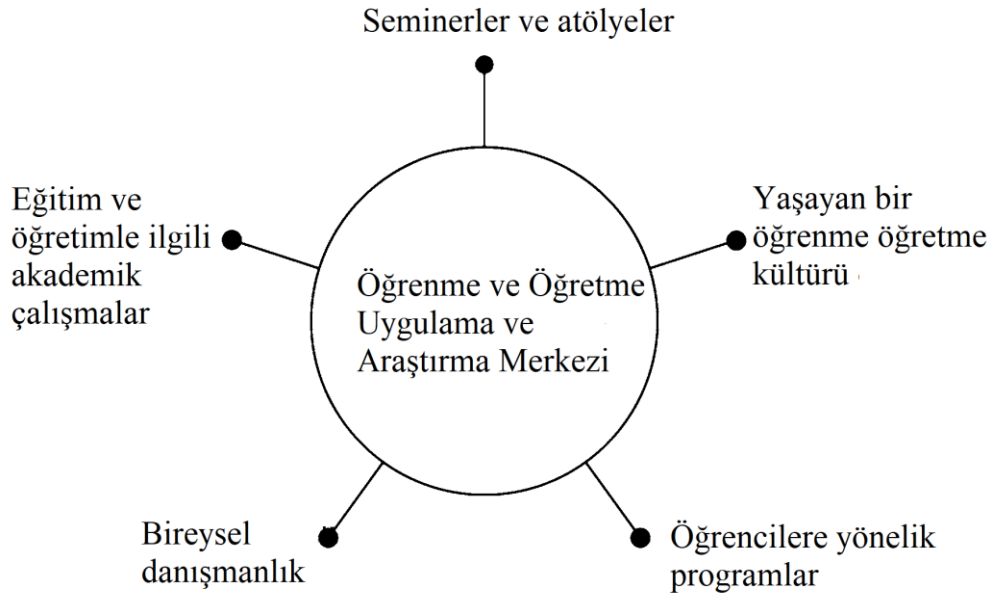 Seminerler ve atölyeler
Eğitim ve
öğretimle ilgili
akademik
çalışmalar
Yaşayan bir
öğrenme öğretme
kültürü
Öğrenme ve Öğretme
Uygulama ve
Araştırma Merkezi
Bireysel
danışmanlık
Öğrencilere yönelik
programlar